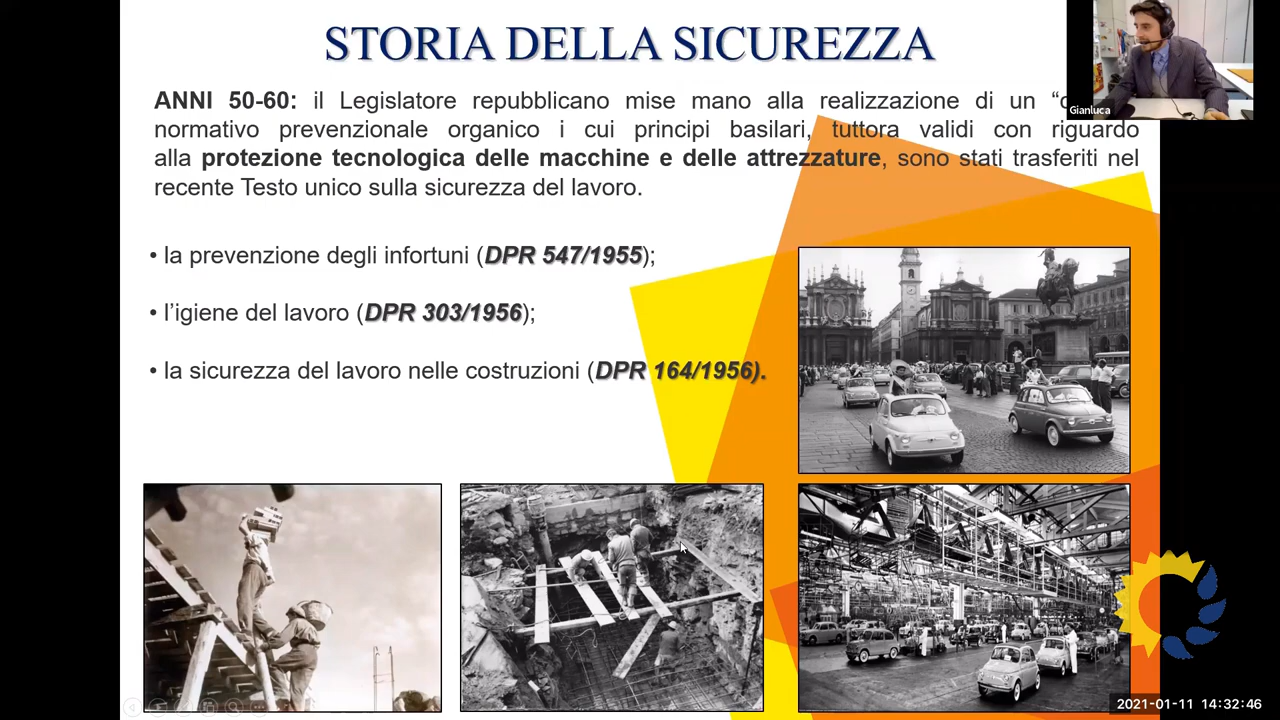 STORIA DELLA SICUREZZA
Gianluca
ANNI 50-60: il Legislatore repubblicano mise mano alla realizzazione di un
normativo prevenzionale organico i cui principi basilari, tuttora validi con riguardo
alla protezione tecnologica delle macchine e delle attrezzature, sono stati trasferiti nel
recente Testo unico sulla sicurezza del lavoro.
• la prevenzione degli infortuni (DPR 547/1955);
• l’igiene del lavoro (DPR 303/1956);
• la sicurezza del lavoro nelle costruzioni (DPR 164/1956).
2021-01-11 14:32:46